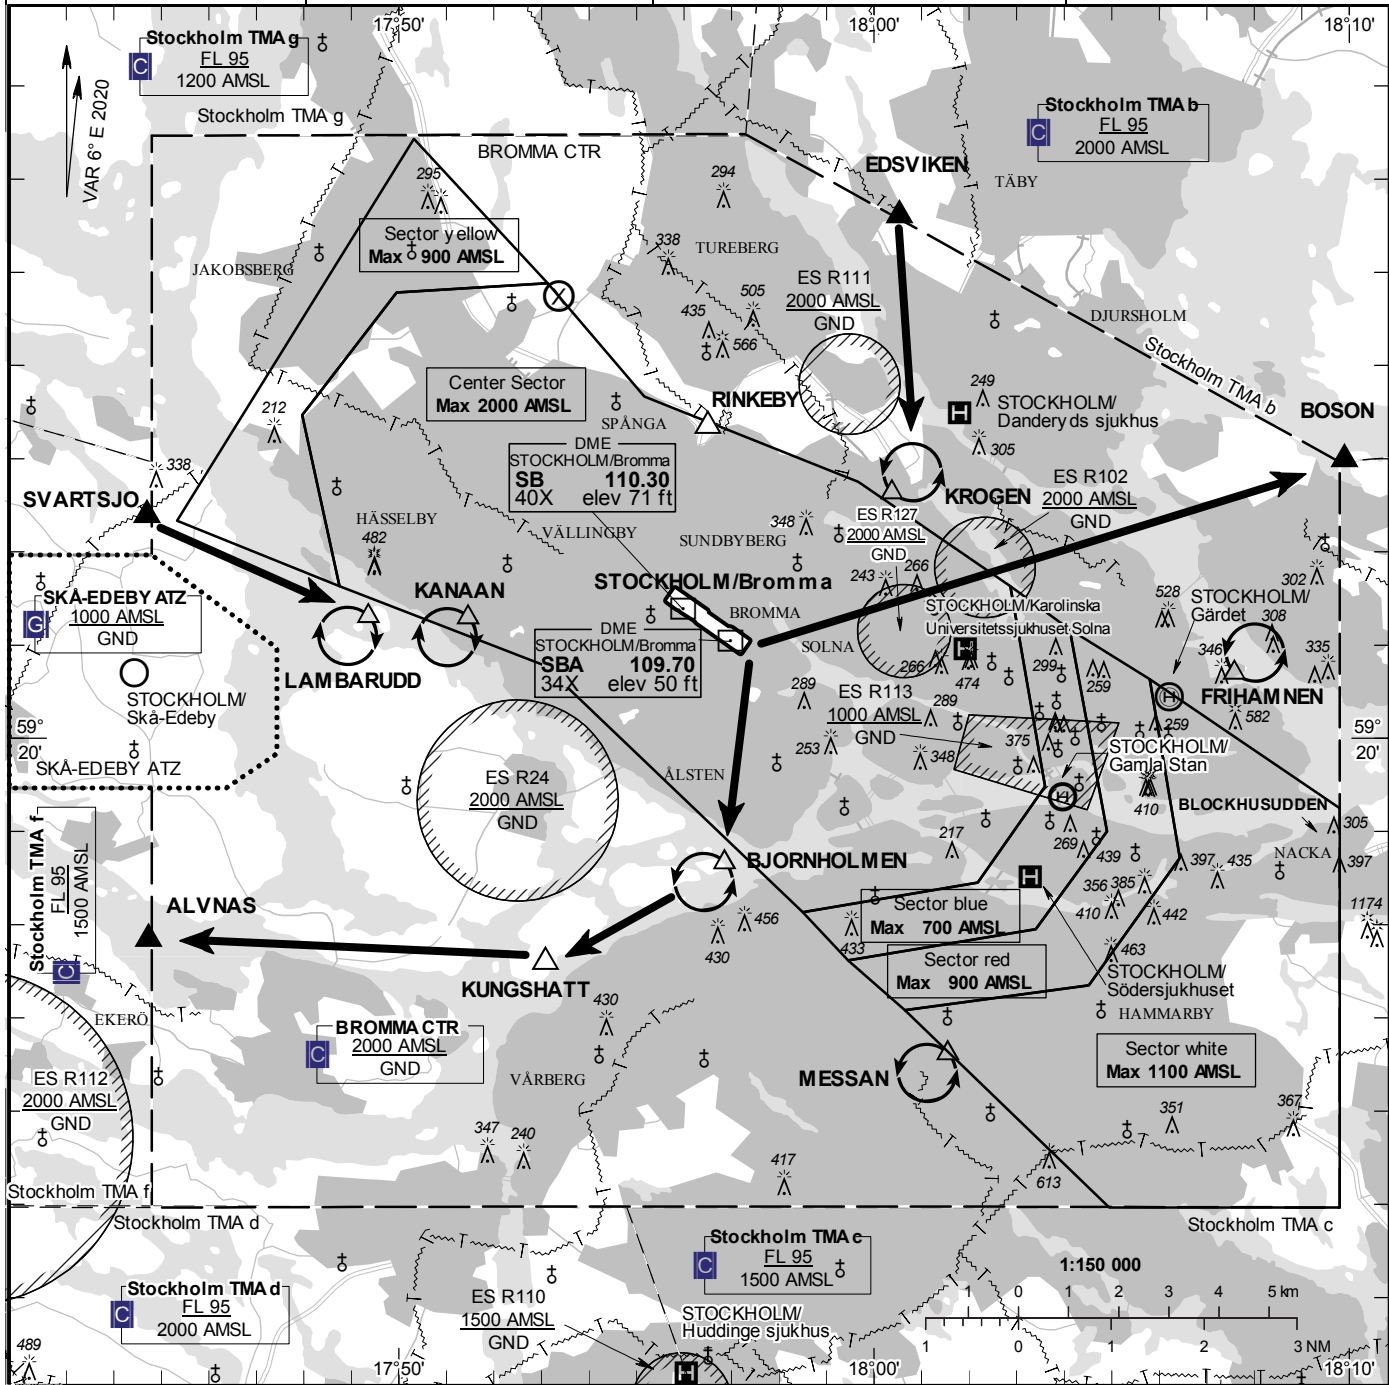 17°50'
18°00'
18°10'
Stockholm TMA g
FL 95
1200 AMSL
C
VAR 6° E 2020
Stockholm TMA g
BROMMA CTR
Stockholm TMA b
FL 95
2000 AMSL
C
EDSVIKEN
TÄBY
295
294
Sector yellow
Max 900 AMSL
338
TUREBERG
JAKOBSBERG
ES R111
2000 AMSL
GND
505
435
566
DJURSHOLM
Stockholm TMA b
Center Sector
Max 2000 AMSL
RINKEBY
SPÅNGA
249
STOCKHOLM/
Danderyds sjukhus
H
305
BOSON
212
338
DME
STOCKHOLM/Bromma
SB 110.30
40X elev 71 ft
ES R102
2000 AMSL
GND
KROGEN
SVARTSJO
HÄSSELBY
482
VÄLLINGBY
SUNDBYBERG
348
ES R127
2000 AMSL
GND
243
266
302
528
KANAAN
STOCKHOLM/Bromma
BROMMA
SKÅ-EDEBY ATZ
1000 AMSL
GND
G
STOCKHOLM/Karolinska
Universitetssjukhuset Solna
H
STOCKHOLM/
Gärdet
308
335
346
DME
STOCKHOLM/Bromma
SBA 109.70
34X elev 50 ft
SOLNA
266
474
299
259
LAMBARUDD
FRIHAMNEN
STOCKHOLM/
Skå-Edeby
289
ES R113
1000 AMSL
GND
289
H
259
582
59°
20'
59°
20'
253
348
375
STOCKHOLM/
Gamla Stan
H
SKÅ-EDEBY ATZ
ES R24
2000 AMSL
GND
ÅLSTEN
410
BLOCKHUSUDDEN
305
Stockholm TMA f
FL 95
1500 AMSL
C
217
269
439
397
435
NACKA
397
BJORNHOLMEN
H
356
385
410
442
1174
ALVNAS
Sector blue
Max 700 AMSL
456
430
433
463
Sector red
Max 900 AMSL
STOCKHOLM/
Södersjukhuset
KUNGSHATT
EKERÖ
430
HAMMARBY
BROMMA CTR
2000 AMSL
GND
C
Sector white
Max 1100 AMSL
MESSAN
ES R112
2000 AMSL
GND
VÅRBERG
347
240
351
367
417
613
Stockholm TMA f
Stockholm TMA d
Stockholm TMA c
Stockholm TMA c
FL 95
1500 AMSL
C
1:150 000
1 0 1 2 3 4 5 km
1 0 1 2 3 NM
Stockholm TMA d
FL 95
2000 AMSL
C
ES R110
1500 AMSL
GND
STOCKHOLM/
Huddinge sjukhus
H
489
17°50'
18°00'
18°10'